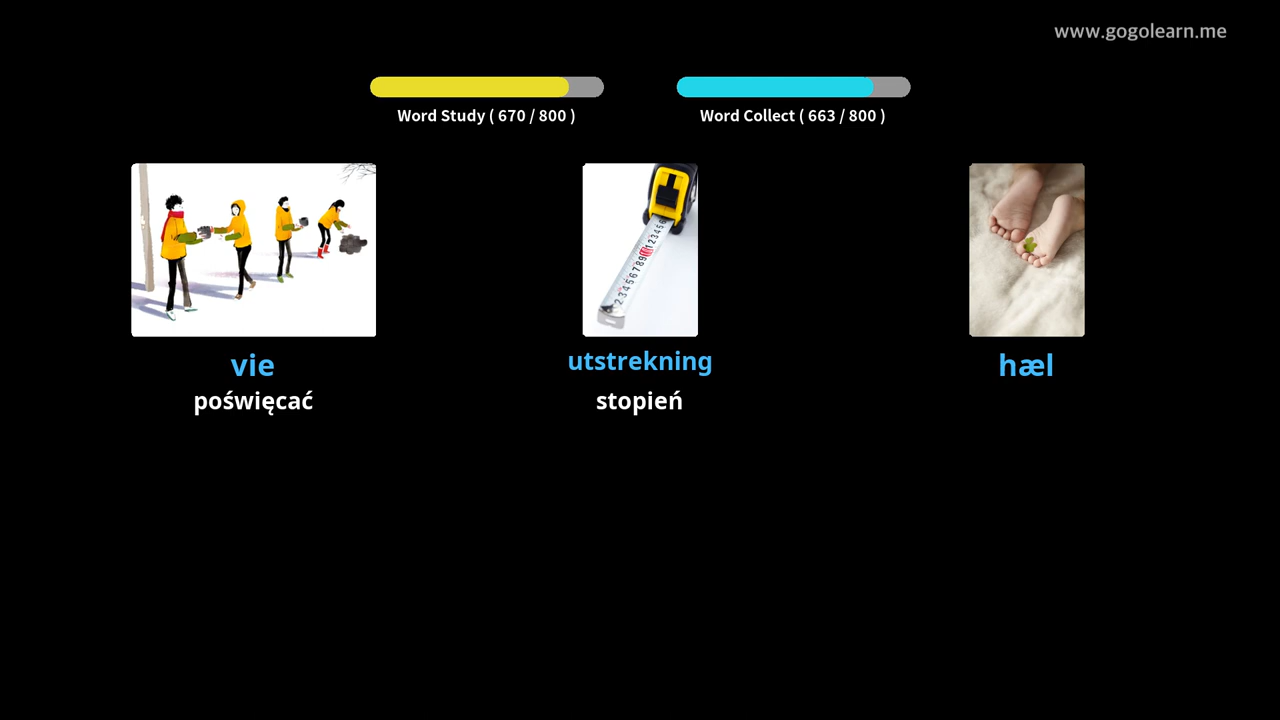 www.gogolearn.me
Word Study ( 670 / 800 )
Word Collect ( 663 / 800 )
vie
poświęcać
utstrekning
stopień
hæl